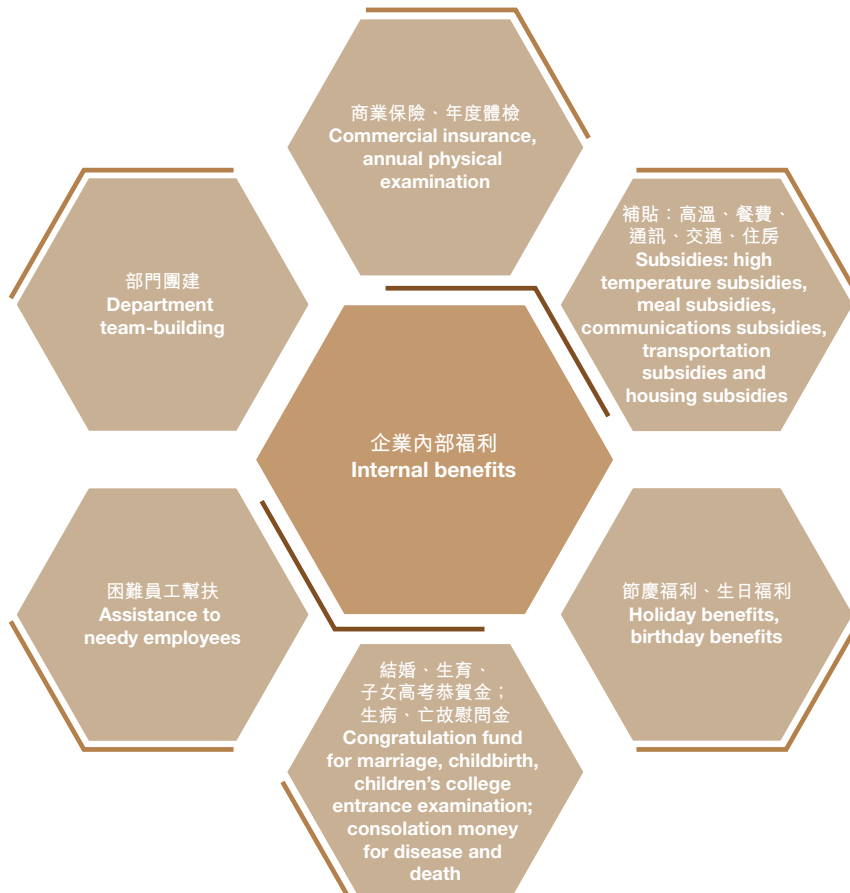 商業保險、年度體檢
Commercial insurance,
annual physical
examination
補貼：高溫、餐費、
通訊、交通、住房
Subsidies: high
temperature subsidies,
meal subsidies,
communications subsidies,
transportation
subsidies and
housing subsidies
部門團建
Department
team-building
企業內部福利
Internal benefits
困難員工幫扶
Assistance to
needy employees
節慶福利、生日福利
Holiday benefits,
birthday benefits
結婚、生育、
子女高考恭賀金；
生病、亡故慰問金
Congratulation fund
for marriage, childbirth,
children’s college
entrance examination;
consolation money
for disease and
death